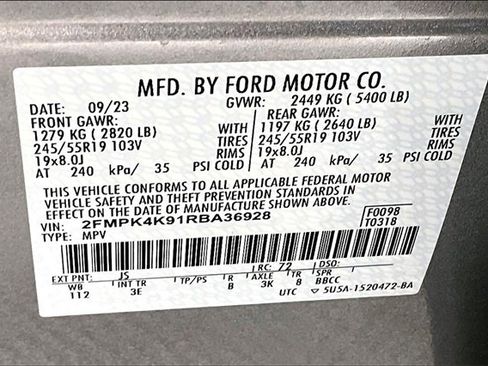 MFD. BY FORD MOTOR CO.
DATE: 09/23 GVWR: 2449 KG ( 5400 LB)
FRONT GAWR: REAR GAWR:
1279 KG ( 2820 LB) WITH 1197 KG ( 2640 LB) WITH
245/55R19 103V TIRES 245/55R19 103V TIRES
19x8.0J RIMS 19x8.0J RIMS
AT 240 kPa/ 35 PSI COLD AT 240 kPa/ 35 PSI COLD
THIS VEHICLE CONFORMS TO ALL APPLICABLE FEDERAL MOTOR
VEHICLE SAFETY AND THEFT PREVENTION STANDARDS IN EFFECT ON THE
DATE OF MANUFACTURE SHOWN ABOVE.
VIN: 2FMPK4K91RBA36928 F0098
TYPE: MPV T0318
EXT PNT: JS RC: 72 DSO:
WB INT TR TP/PS R AXLE TR SPR
112 3E B 3K 8 BBCC
UTC ▽ 5U5A-1520472-BA